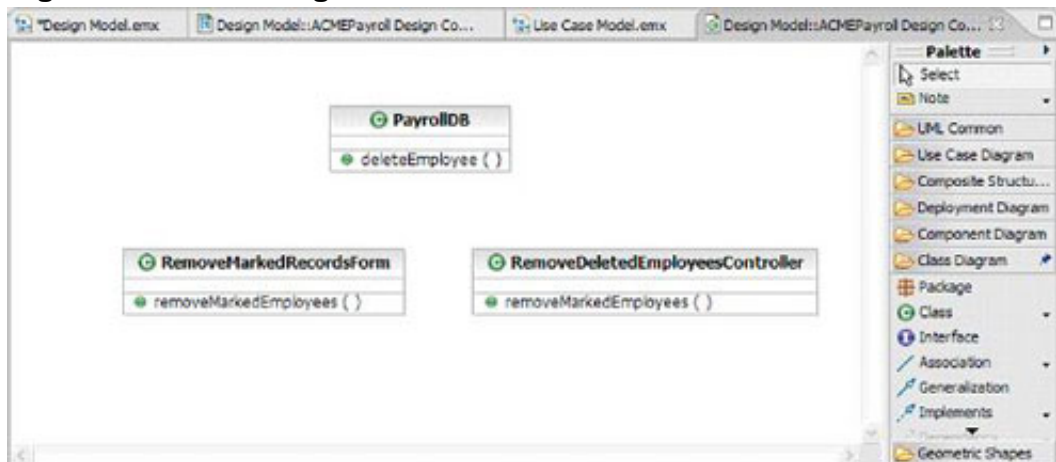 *Design Model.emx
Design Model::ACMEPayroll Design Co...
Use Case Model.emx
Design Model::ACMEPayroll Design Co...
PayrollDB
deleteEmployee ( )
RemoveMarkedRecordsForm
removeMarkedEmployees ( )
RemoveDeletedEmployeesController
removeMarkedEmployees ( )
Palette
Select
Note
UML Common
Use Case Diagram
Composite Structu...
Deployment Diagram
Component Diagram
Class Diagram
Package
Class
Interface
Association
Generalization
Implements
Geometric Shapes